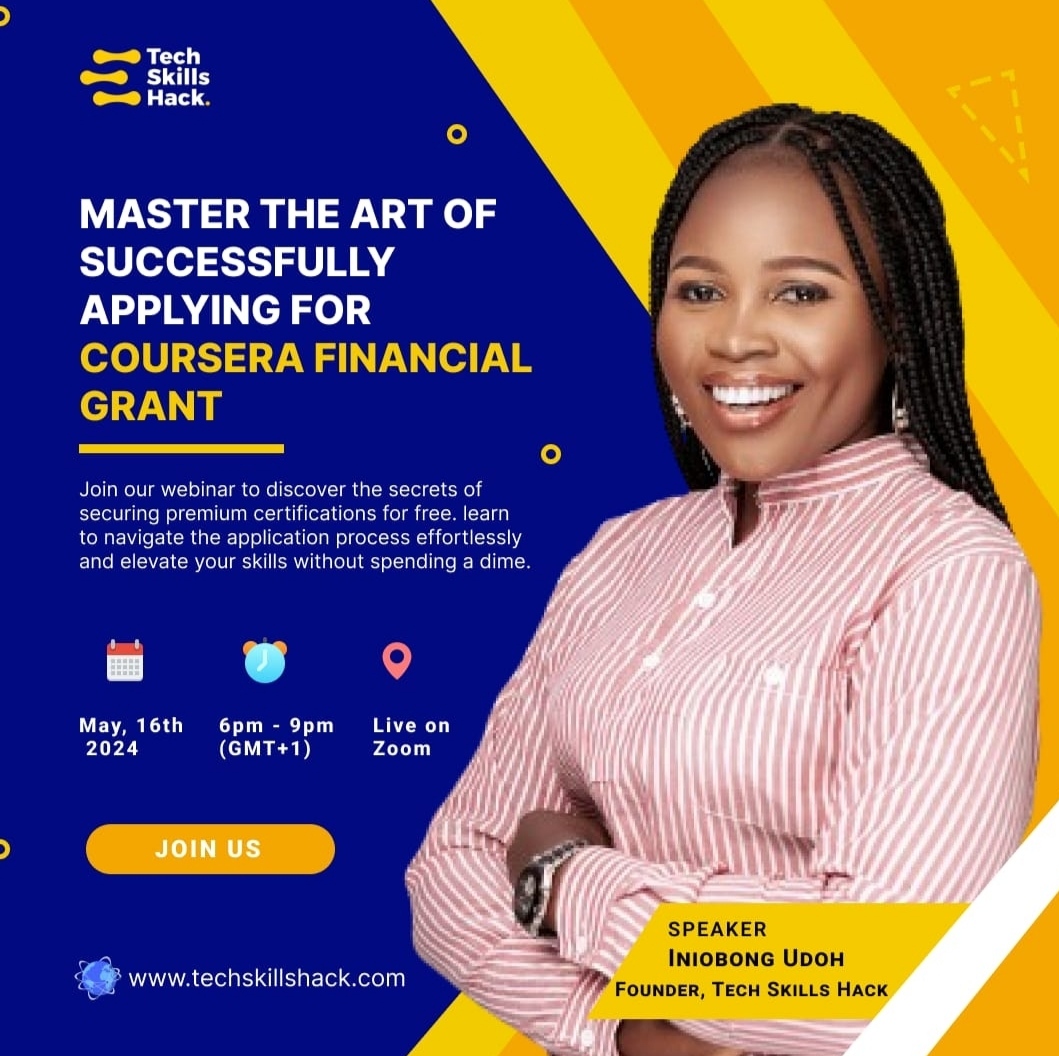 Tech
Skills
Hack.
MASTER THE ART OF
SUCCESSFULLY
APPLYING FOR
COURSERA FINANCIAL
GRANT
Join our webinar to discover the secrets of
securing premium certifications for free. learn
to navigate the application process effortlessly
and elevate your skills without spending a dime.
May, 16th
2024
6pm - 9pm
(GMT+1)
Live on
Zoom
JOIN US
www.techskillshack.com
SPEAKER
INIOBONG UDOH
FOUNDER, TECH SKILLS HACK